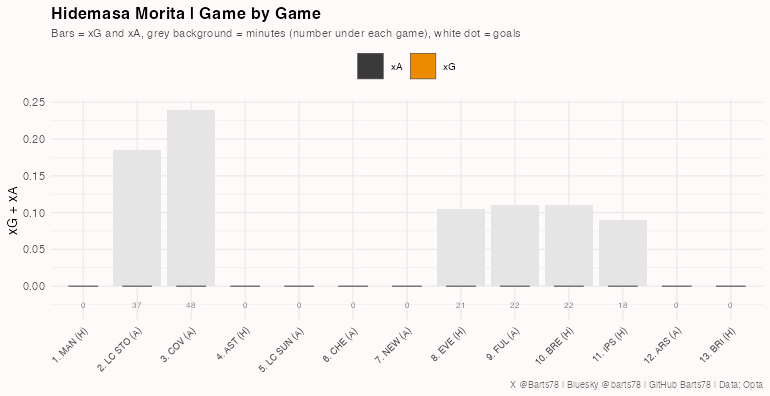 Hidemasa Morita | Game by Game
Bars = xG and xA, grey background = minutes (number under each game), white dot = goals
xA xG
xG + xA
0.25
0.20
0.15
0.10
0.05
0.00
0 37 48 0 0 0 0 21 22 22 18 0 0
1. MAN (H)
2. LC STO (A)
3. COV (A)
4. AST (H)
5. LC SUN (A)
6. CHE (A)
7. NEW (A)
8. EVE (H)
9. FUL (A)
10. BRE (H)
11. IPS (H)
12. ARS (A)
13. BRI (H)
X @Barts78 | Bluesky @barts78 | GitHub Barts78 | Data: Opta